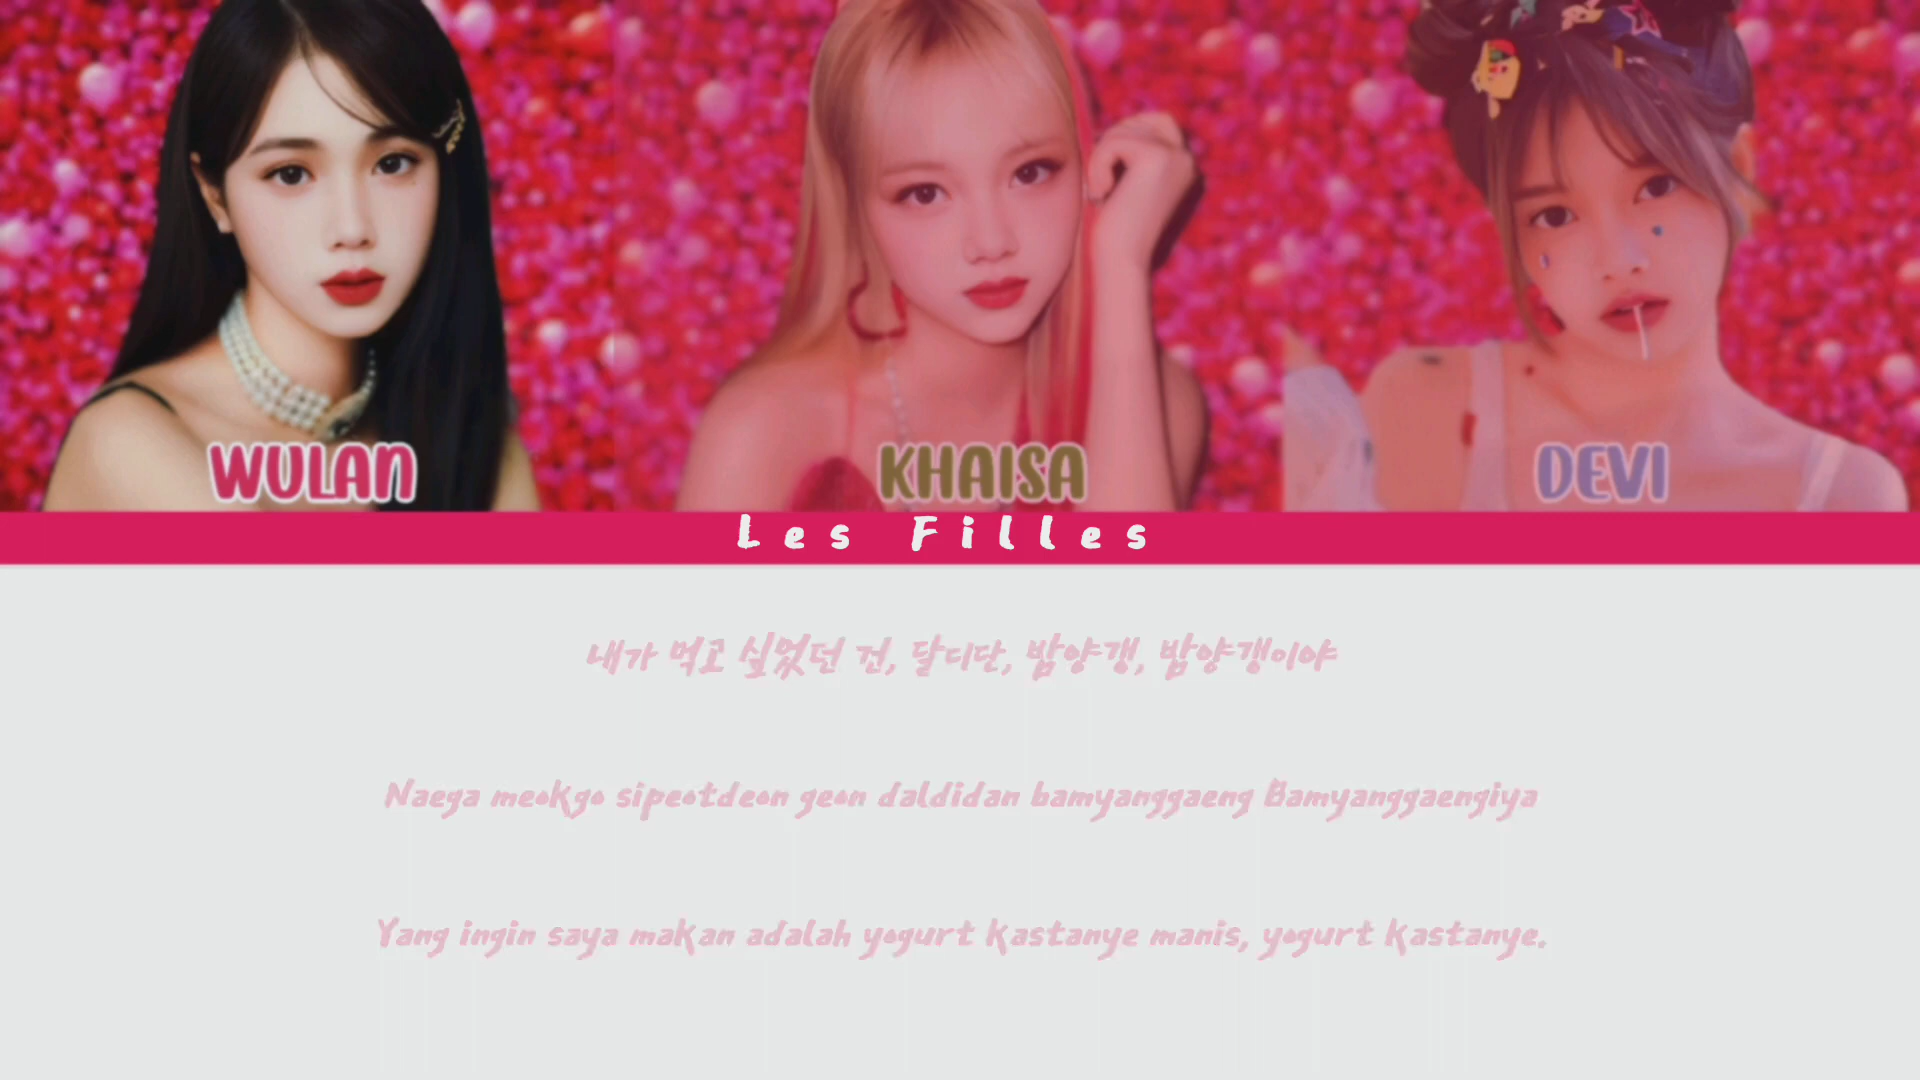 WULAN KHAISA DEVI
Les Filles
내가 먹고 싶었던 건, 달디단, 밤양갱, 밤양갱이야
Naega meokgo sipeotdeon geon daldidan bamyanggaeng Bamyanggaengiya
Yang ingin saya makan adalah yogurt kastanye manis, yogurt kastanye.